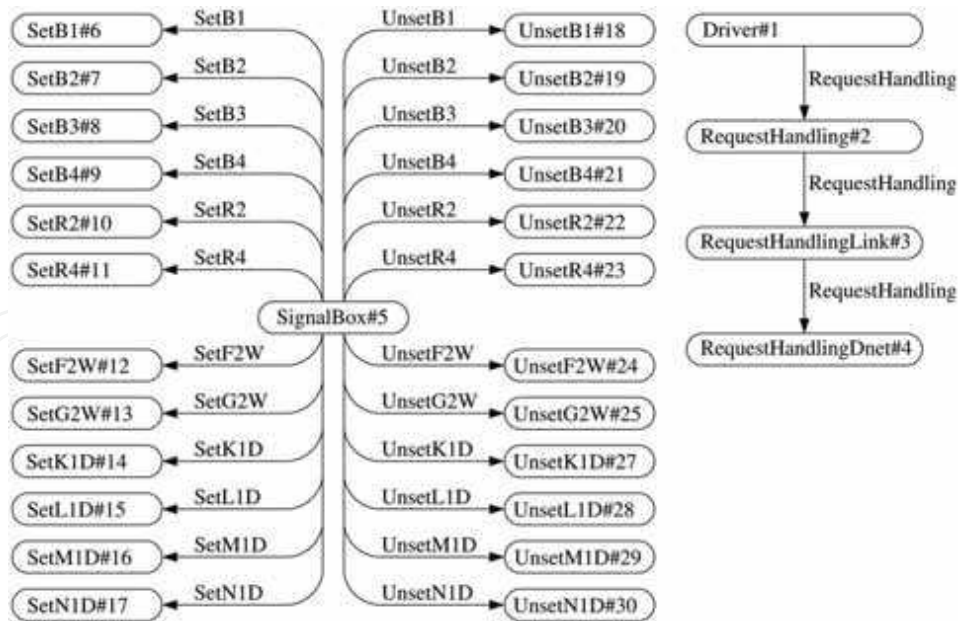 SetB1#6
SetB1
UnsetB1
UnsetB1#18
SetB2#7
SetB2
UnsetB2
UnsetB2#19
SetB3#8
SetB3
UnsetB3
UnsetB3#20
SetB4#9
SetB4
UnsetB4
UnsetB4#21
SetR2#10
SetR2
UnsetR2
UnsetR2#22
SetR4#11
SetR4
UnsetR4
UnsetR4#23
SignalBox#5
SetF2W#12
SetF2W
UnsetF2W
UnsetF2W#24
SetG2W#13
SetG2W
UnsetG2W
UnsetG2W#25
SetK1D#14
SetK1D
UnsetK1D
UnsetK1D#27
SetL1D#15
SetL1D
UnsetL1D
UnsetL1D#28
SetM1D#16
SetM1D
UnsetM1D
UnsetM1D#29
SetN1D#17
SetN1D
UnsetN1D
UnsetN1D#30
Driver#1
RequestHandling
RequestHandling#2
RequestHandling
RequestHandlingLink#3
RequestHandling
RequestHandlingDnet#4